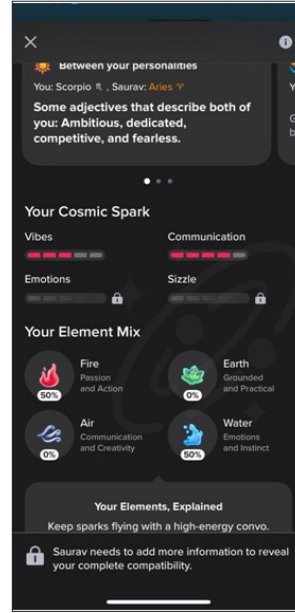 Between your personalities
You: Scorpio ♏, Saurav: Aries ♈
Some adjectives that describe both of
you: Ambitious, dedicated,
competitive, and fearless.
Your Cosmic Spark
Vibes
Communication
Emotions
Sizzle
Your Element Mix
Fire
Passion
and Action
50%
Earth
Grounded
and Practical
0%
Air
Communication
and Creativity
0%
Water
Emotions
and Instinct
50%
Your Elements, Explained
Keep sparks flying with a high-energy convo.
Saurav needs to add more information to reveal
your complete compatibility.